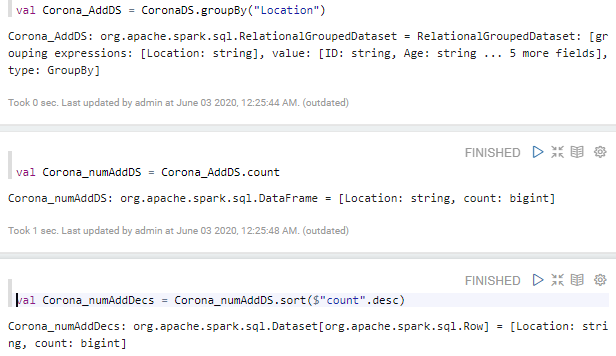 val Corona_AddDS = CoronaDS.groupBy("Location")
Corona_AddDS: org.apache.spark.sql.RelationalGroupedDataset = RelationalGroupedDataset: [gr
ouping expressions: [Location: string], value: [ID: string, Age: string ... 5 more fields],
type: GroupBy]
Took 0 sec. Last updated by admin at June 03 2020, 12:25:44 AM. (outdated)
FINISHED
val Corona_numAddDS = Corona_AddDS.count
Corona_numAddDS: org.apache.spark.sql.DataFrame = [Location: string, count: bigint]
Took 1 sec. Last updated by admin at June 03 2020, 12:25:48 AM. (outdated)
FINISHED
val Corona_numAddDecs = Corona_numAddDS.sort($"count".desc)
Corona_numAddDecs: org.apache.spark.sql.Dataset[org.apache.spark.sql.Row] = [Location: stri
ng, count: bigint]